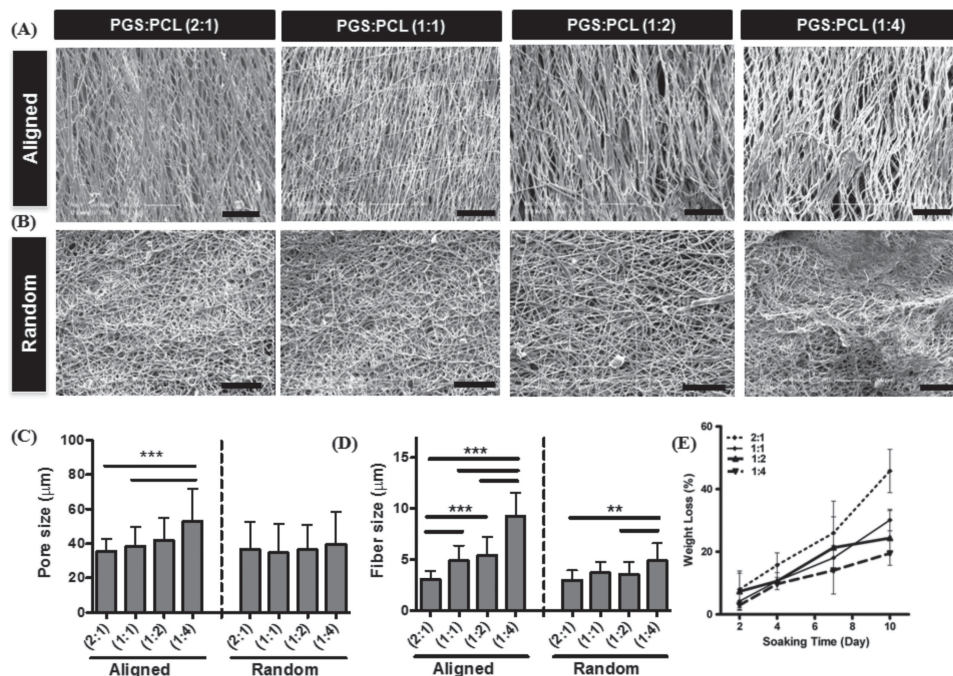 (A)
PGS:PCL (2:1)
PGS:PCL (1:1)
PGS:PCL (1:2)
PGS:PCL (1:4)
Aligned
(B)
Random
(C)
Pore size (μm)
100
80
60
40
20
0
***
(2:1)
(1:1)
(1:2)
(1:4)
(2:1)
(1:1)
(1:2)
(1:4)
Aligned
Random
(D)
Fiber size (μm)
15
10
5
0
***
***
**
(2:1)
(1:1)
(1:2)
(1:4)
(2:1)
(1:1)
(1:2)
(1:4)
Aligned
Random
(E)
Weight Loss (%)
60
40
20
0
2:1
1:1
1:2
1:4
2
4
6
8
10
Soaking Time (Day)